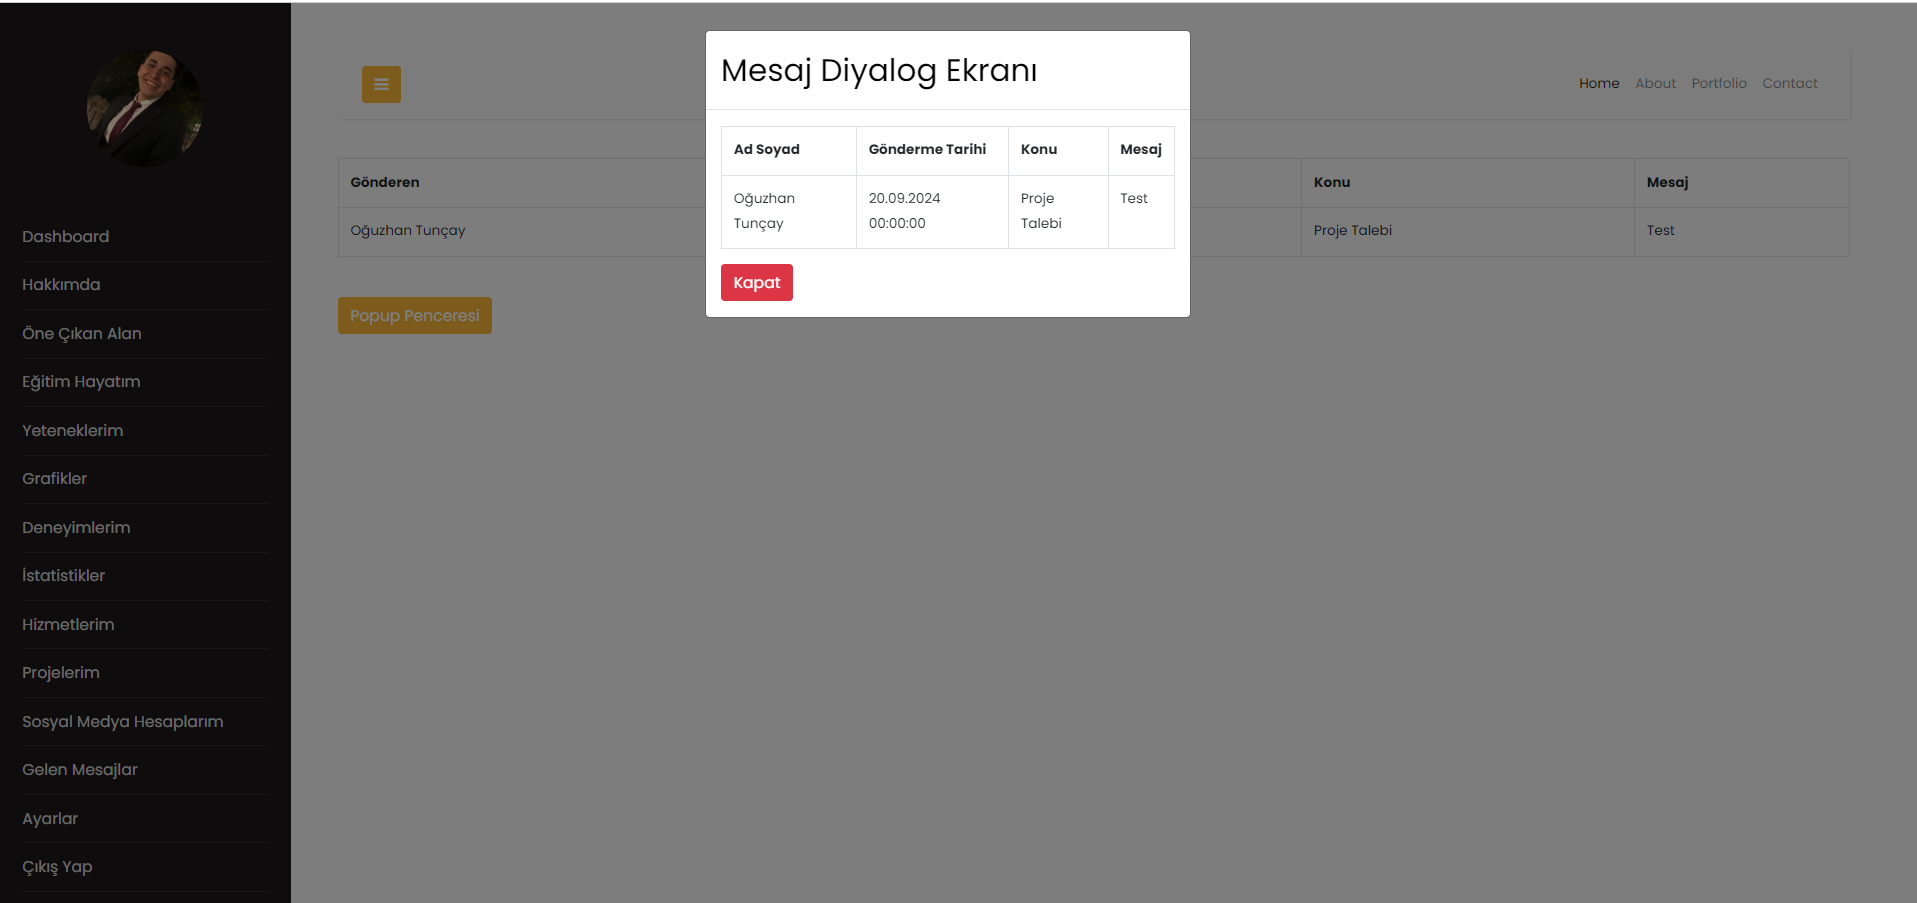 Dashboard
Hakkımda
Öne Çıkan Alan
Eğitim Hayatım
Yeteneklerim
Grafikler
Deneyimlerim
İstatistikler
Hizmetlerim
Projelerim
Sosyal Medya Hesaplarım
Gelen Mesajlar
Ayarlar
Çıkış Yap
Home About Portfolio Contact
Gönderen Konu Mesaj
Oğuzhan Tunçay Proje Talebi Test
Popup Penceresi
Mesaj Diyalog Ekranı
Ad Soyad Gönderme Tarihi Konu Mesaj
Oğuzhan 20.09.2024 Proje Test
Tunçay 00:00:00 Talebi
Kapat